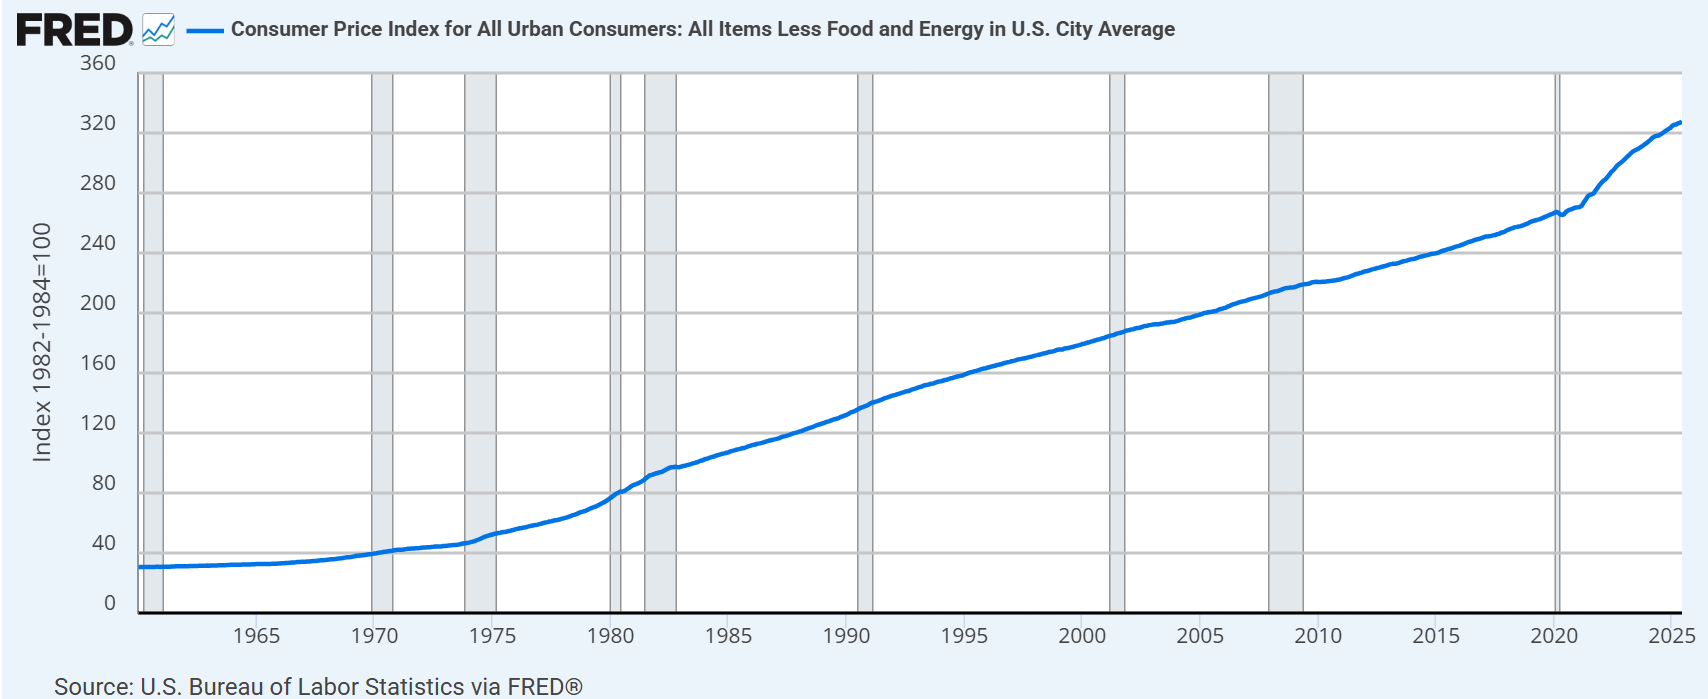 FRED® Consumer Price Index for All Urban Consumers: All Items Less Food and Energy in U.S. City Average
360
320
280
240
200
160
120
80
40
0
Index 1982-1984=100
1965 1970 1975 1980 1985 1990 1995 2000 2005 2010 2015 2020 2025
Source: U.S. Bureau of Labor Statistics via FRED®